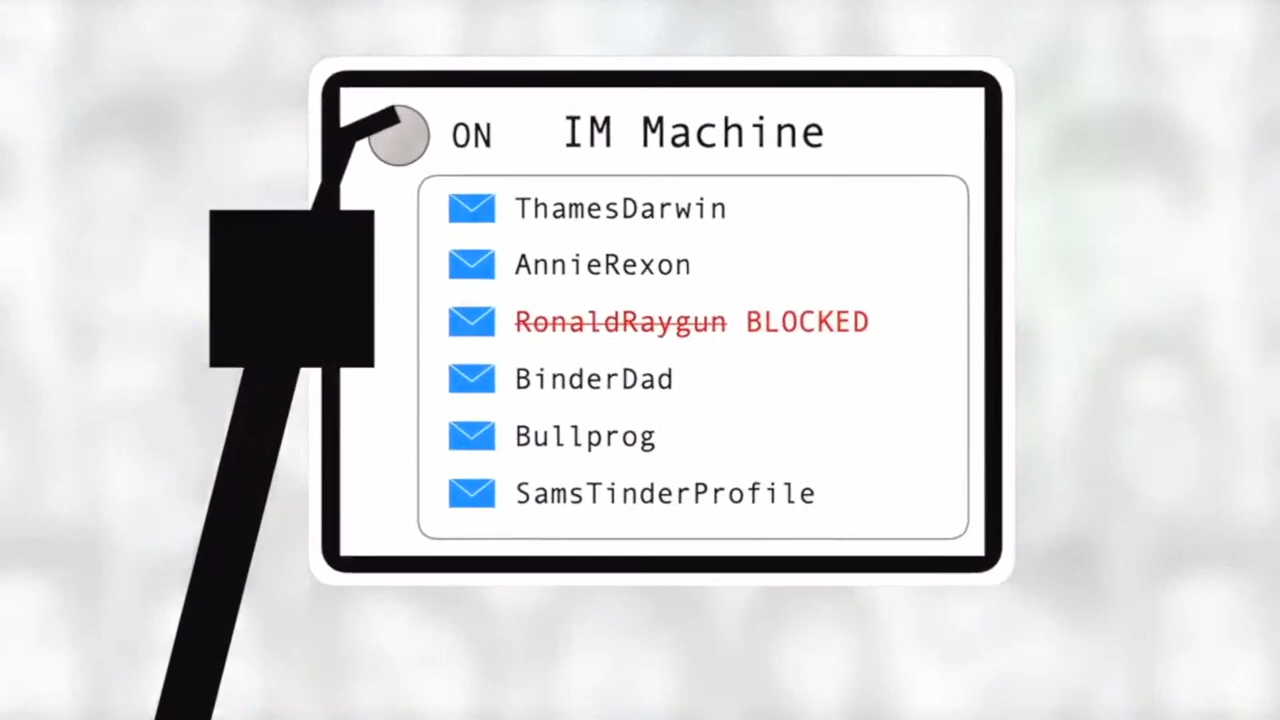 ON IM Machine
ThamesDarwin
AnnieRexon
RonaldRaygun BLOCKED
BinderDad
Bullprog
SamsTinderProfile